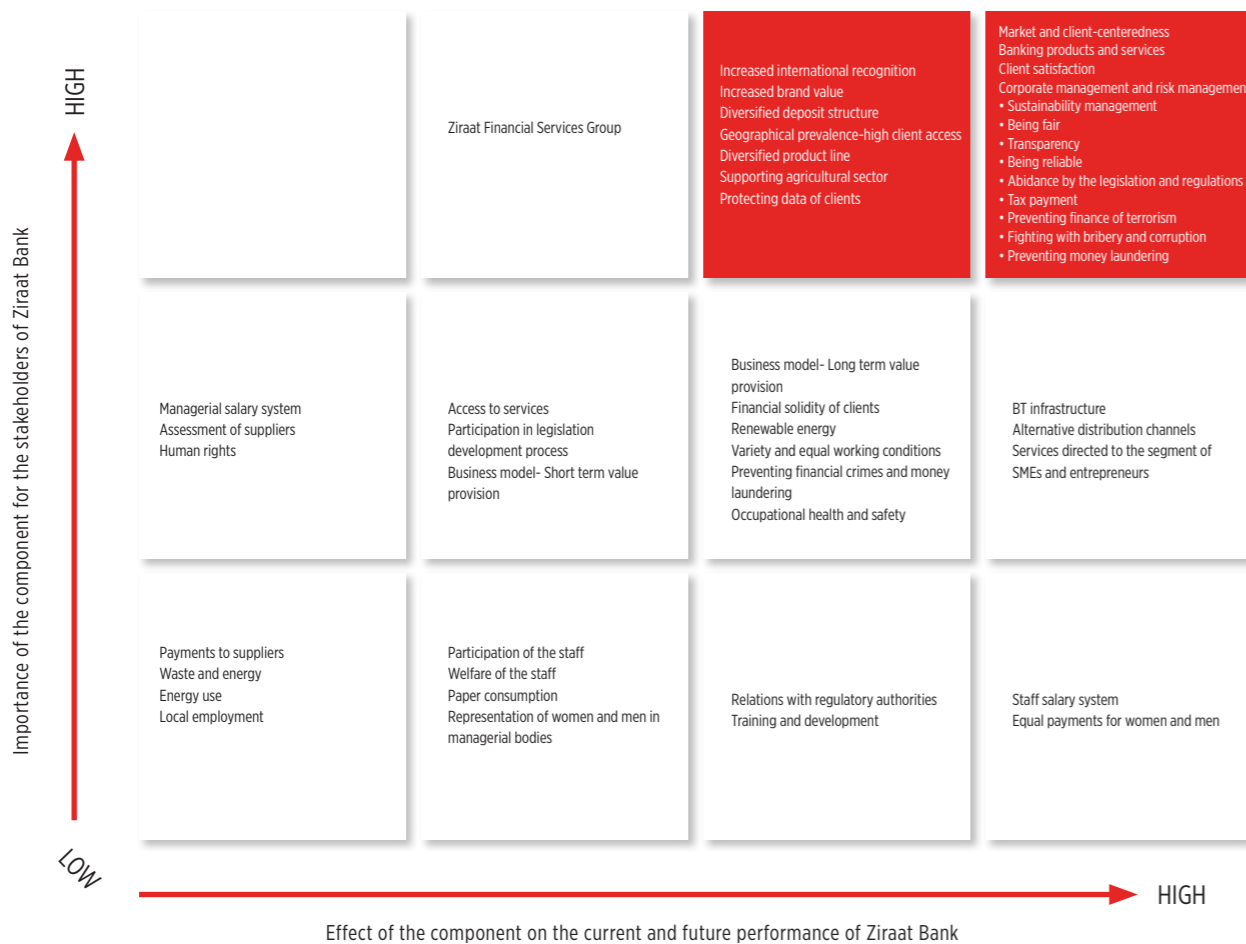 HIGH
Importance of the component for the stakeholders of Ziraat Bank
LOW
Ziraat Financial Services Group
Increased international recognition
Increased brand value
Diversified deposit structure
Geographical prevalence-high client access
Diversified product line
Supporting agricultural sector
Protecting data of clients
Market and client-centeredness
Banking products and services
Client satisfaction
Corporate management and risk management
• Sustainability management
• Being fair
• Transparency
• Being reliable
• Abidance by the legislation and regulations
• Tax payment
• Preventing finance of terrorism
• Fighting with bribery and corruption
• Preventing money laundering
Managerial salary system
Assessment of suppliers
Human rights
Access to services
Participation in legislation
development process
Business model- Short term value
provision
Business model- Long term value
provision
Financial solidity of clients
Renewable energy
Variety and equal working conditions
Preventing financial crimes and money
laundering
Occupational health and safety
BT infrastructure
Alternative distribution channels
Services directed to the segment of
SMEs and entrepreneurs
Payments to suppliers
Waste and energy
Energy use
Local employment
Participation of the staff
Welfare of the staff
Paper consumption
Representation of women and men in
managerial bodies
Relations with regulatory authorities
Training and development
Staff salary system
Equal payments for women and men
HIGH
Effect of the component on the current and future performance of Ziraat Bank